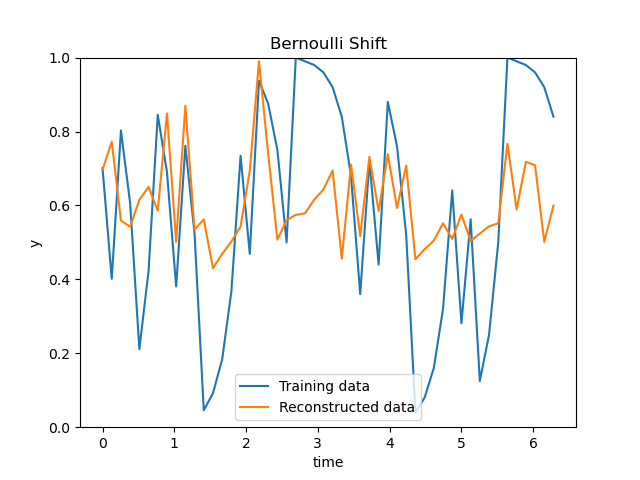 Bernoulli Shift
1.0
0.8
0.6
0.4
0.2
0.0
y
Training data
Reconstructed data
0 1 2 3 4 5 6
time